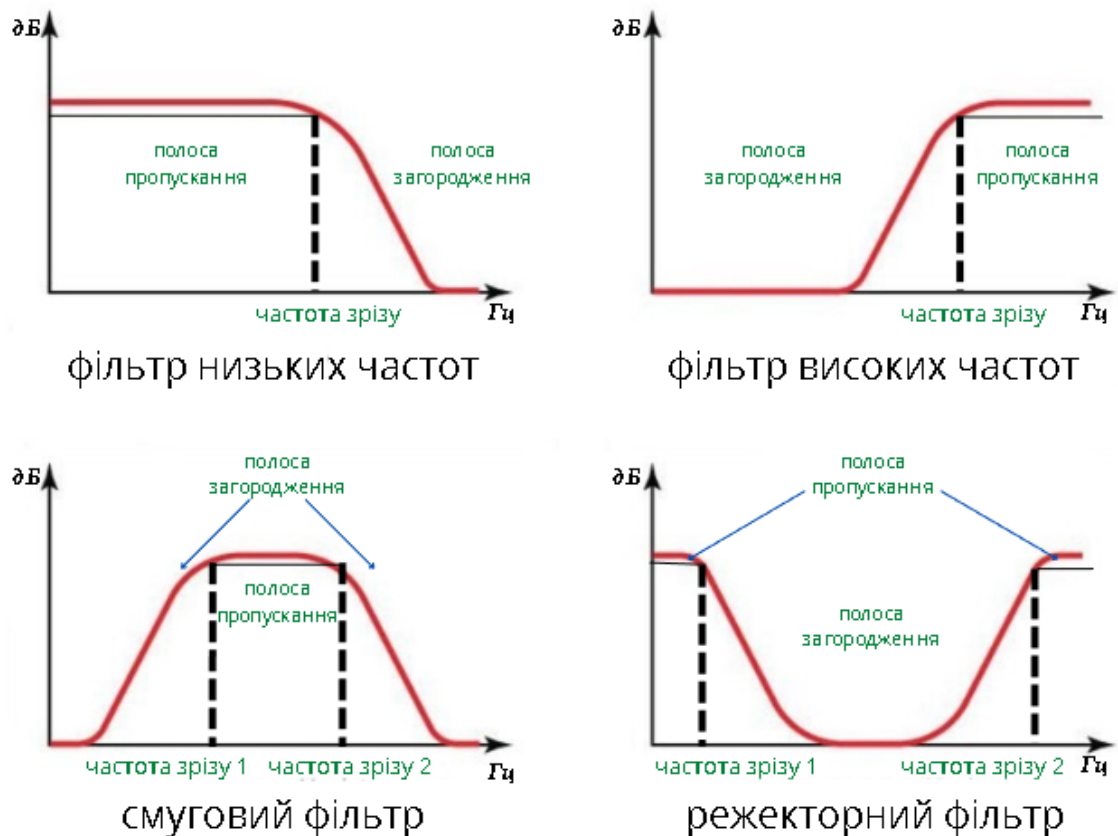 дБ
полоса
пропускання
полоса
загородження
частота зрізу
Гц
фільтр низьких частот
дБ
полоса
загородження
полоса
пропускання
частота зрізу
Гц
фільтр високих частот
дБ
полоса
загородження
полоса
пропускання
частота зрізу 1
частота зрізу 2
Гц
смуговий фільтр
дБ
полоса
пропускання
полоса
загородження
частота зрізу 1
частота зрізу 2
Гц
режекторний фільтр